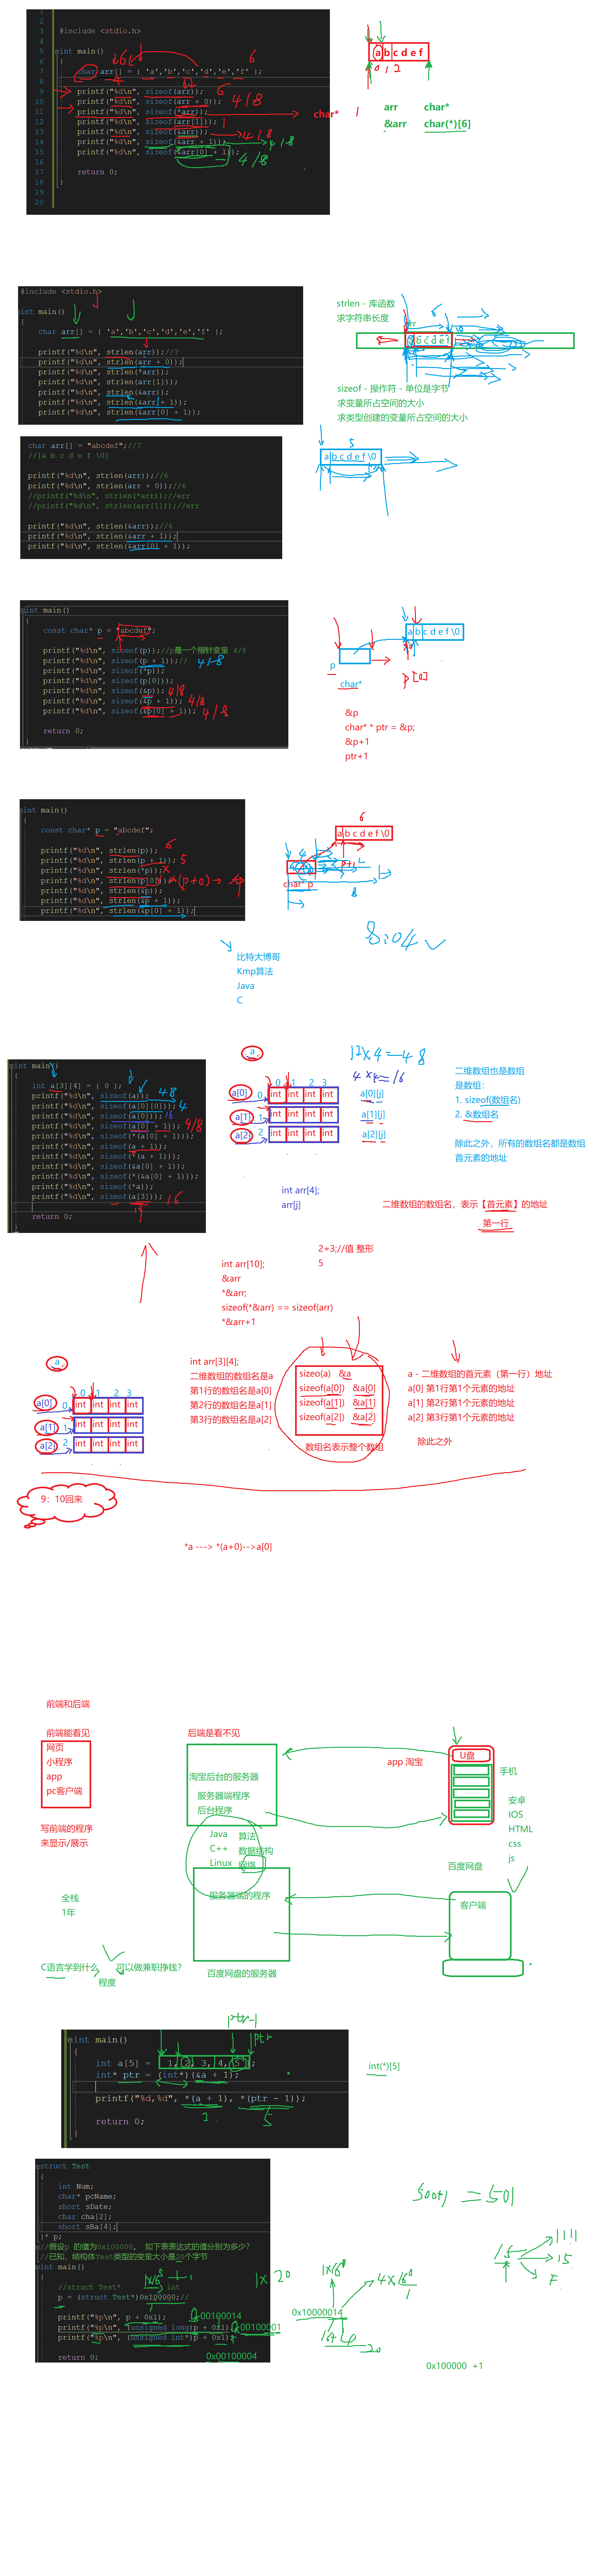 #include <stdio.h>
int main()
{
char arr[] = { 'a','b','c','d','e','f' };
printf("%d\n", sizeof(arr));
printf("%d\n", sizeof(arr + 0));
printf("%d\n", sizeof(*arr));
printf("%d\n", sizeof(arr[1]));
printf("%d\n", sizeof(&arr));
printf("%d\n", sizeof(&arr + 1));
printf("%d\n", sizeof(&arr[0] + 1));
return 0;
}
6
4/8
1
4/8
4/8
4/8
a b c d e f
0 1 2
char* 1
arr char*
&arr char(*)[6]
#include <stdio.h>
int main()
{
char arr[] = { 'a','b','c','d','e','f' };
printf("%d\n", strlen(arr));//?
printf("%d\n", strlen(arr + 0));
printf("%d\n", strlen(*arr));
printf("%d\n", strlen(arr[1]));
printf("%d\n", strlen(&arr));
printf("%d\n", strlen(&arr + 1));
printf("%d\n", strlen(&arr[0] + 1));
strlen - 库函数
求字符串长度
sizeof - 操作符 - 单位是字节
求变量所占空间的大小
求类型创建的变量所占空间的大小
char arr[] = "abcdef";//7
//[a b c d e f \0]
printf("%d\n", strlen(arr));//6
printf("%d\n", strlen(arr + 0));//6
//printf("%d\n", strlen(*arr));//err
//printf("%d\n", strlen(arr[1]));//err
printf("%d\n", strlen(&arr));//6
printf("%d\n", strlen(&arr + 1));
printf("%d\n", strlen(&arr[0] + 1));
5
a b c d e f \0
int main()
{
const char* p = "abcdef";
printf("%d\n", sizeof(p));//p是一个指针变量 4/8
printf("%d\n", sizeof(p + 1));// 4/8
printf("%d\n", sizeof(*p));
printf("%d\n", sizeof(p[0]));
printf("%d\n", sizeof(&p)); 4/8
printf("%d\n", sizeof(&p + 1)); 4/8
printf("%d\n", sizeof(&p[0] + 1)); 4/8
return 0;
}
a b c d e f \0
p
p[0]
char*
&p
char* * ptr = &p;
&p+1
ptr+1
int main()
{
const char* p = "abcdef";
printf("%d\n", strlen(p)); 6
printf("%d\n", strlen(p + 1)); 5
printf("%d\n", strlen(*p)); x
printf("%d\n", strlen(p[0])); *(p+0) → *p
printf("%d\n", strlen(&p));
printf("%d\n", strlen(&p + 1));
printf("%d\n", strlen(&p[0] + 1));
6
a b c d e f \0
char* p
8
8:04
比特大博哥
Kmp算法
Java
C
int main()
{
int a[3][4] = { 0 };
printf("%d\n", sizeof(a)); 48
printf("%d\n", sizeof(a[0][0])); 4
printf("%d\n", sizeof(a[0])); 16
printf("%d\n", sizeof(a[0] + 1)); 4/8
printf("%d\n", sizeof(*(a[0] + 1)));
printf("%d\n", sizeof(a + 1));
printf("%d\n", sizeof(*(a + 1)));
printf("%d\n", sizeof(&a[0] + 1));
printf("%d\n", sizeof(*(&a[0] + 1)));
printf("%d\n", sizeof(*a));
printf("%d\n", sizeof(a[3])); 16
return 0;
}
a
0 1 2 3
a[0] 0 int int int int
a[1] 1 int int int int
a[2] 2 int int int int
12x4=48
4x4=16
a[0][j]
a[1][j]
a[2][j]
int arr[4];
arr[j]
二维数组也是数组
是数组:
1. sizeof(数组名)
2. &数组名
除此之外，所有的数组名都是数组
首元素的地址
二维数组的数组名，表示【首元素】的地址
第一行
2+3;//值 整形
5
int arr[10];
&arr
*&arr;
sizeof(*&arr) == sizeof(arr)
*&arr+1
a
0 1 2 3
a[0] 0 int int int int
a[1] 1 int int int int
a[2] 2 int int int int
int arr[3][4];
二维数组的数组名是a
第1行的数组名是a[0]
第2行的数组名是a[1]
第3行的数组名是a[2]
sizeo(a) &a
sizeof(a[0]) &a[0]
sizeof(a[1]) &a[1]
sizeof(a[2]) &a[2]
数组名表示整个数组
a - 二维数组的首元素（第一行）地址
a[0] 第1行第1个元素的地址
a[1] 第2行第1个元素的地址
a[2] 第3行第1个元素的地址
除此之外
9：10回来
*a ---> *(a+0)-->a[0]
前端和后端
前端能看见
网页
小程序
app
pc客户端
写前端的程序
来显示/展示
后端是看不见
淘宝后台的服务器
服务器端程序
后台程序
Java 算法
C++ 数据结构
Linux 网络
app 淘宝
U盘
手机
安卓
IOS
HTML
css
js
百度网盘
服务器端的程序
客户端
百度网盘的服务器
全栈
1年
C语言学到什么 可以做兼职挣钱?
程度
ptr-1
ptr
int main()
{
int a[5] = { 1, 2, 3, 4, 5 };
int* ptr = (int*)(&a + 1);
printf("%d,%d", *(a + 1), *(ptr - 1));
2 5
return 0;
}
int(*)[5]
struct Test
{
int Num;
char* pcName;
short sDate;
char cha[2];
short sBa[4];
}* p;
//假设p 的值为0x100000。 如下表表达式的值分别为多少？
//已知，结构体Test类型的变量大小是20个字节
int main()
{
//struct Test* int
p = (struct Test*)0x100000;//
printf("%p\n", p + 0x1);
printf("%p\n", (unsigned long)p + 0x1);
printf("%p\n", (unsigned int*)p + 0x1);
return 0;
00100014
00100001
0x00100004
1x20
0x10000014
20
500+1 = 501
15
1111
15
F
0x100000 +1